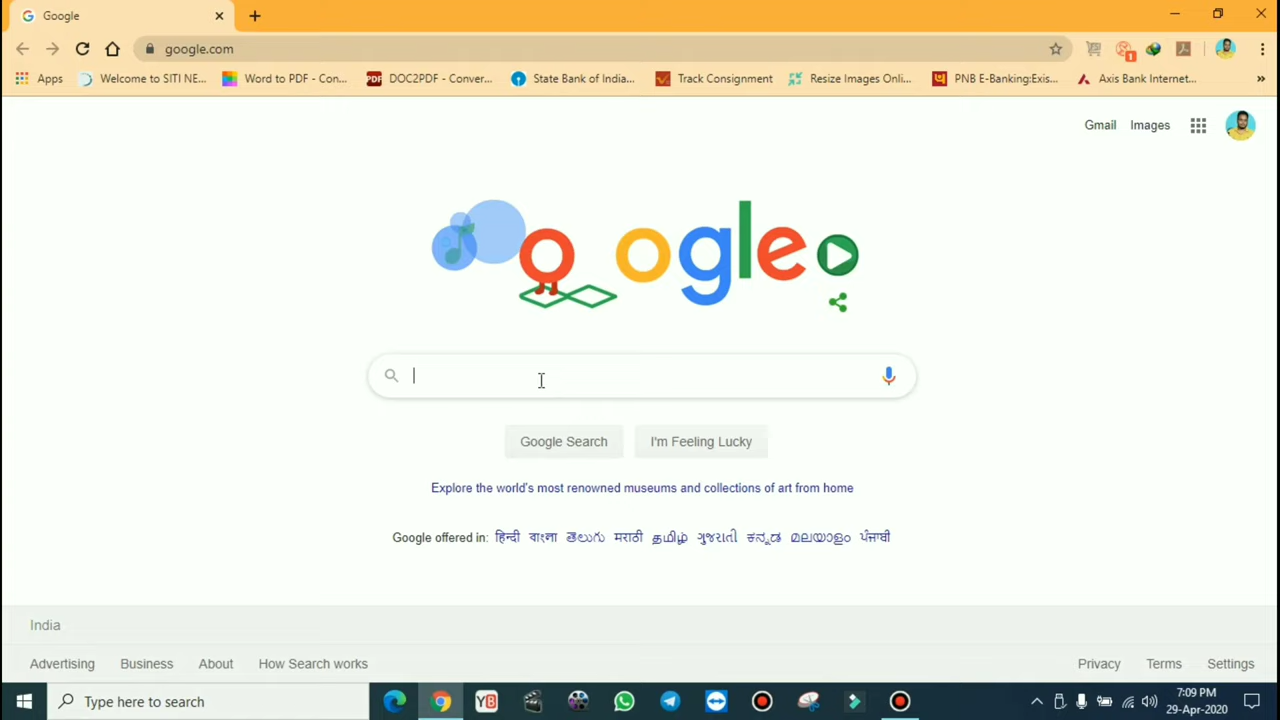 Google
google.com
Apps Welcome to SITI NE... Word to PDF - Con... PDF DOC2PDF - Conver... State Bank of India... Track Consignment Resize Images Onli... PNB E-Banking:Exis... Axis Bank Internet... »
1
Gmail Images
oogle
Google Search I'm Feeling Lucky
Explore the world's most renowned museums and collections of art from home
Google offered in: हिन्दी বাংলা తెలుగు मराठी தமிழ் ગુજરાતી ಕನ್ನಡ മലയാളം ਪੰਜਾਬੀ
India
Advertising Business About How Search works Privacy Terms Settings
Type here to search YB 7:09 PM
29-Apr-2020